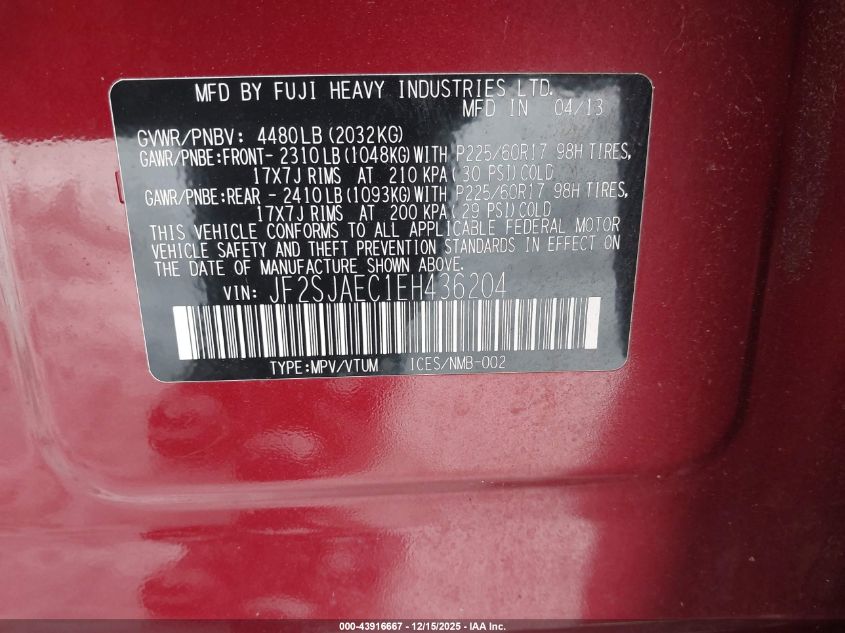 MFD BY FUJI HEAVY INDUSTRIES LTD.
MFD IN 04/13
GVWR/PNBV: 4480LB(2032KG)
GAWR/PNBE:FRONT- 2310LB(1048KG)WITH P225/60R17 98H TIRES,
17X7J RIMS AT 210 KPA(30 PSI)COLD
GAWR/PNBE:REAR - 2410LB(1093KG)WITH P225/60R17 98H TIRES,
17X7J RIMS AT 200 KPA(29 PSI)COLD
THIS VEHICLE CONFORMS TO ALL APPLICABLE FEDERAL MOTOR
VEHICLE SAFETY AND THEFT PREVENTION STANDARDS IN EFFECT ON
THE DATE OF MANUFACTURE SHOWN ABOVE.
VIN: JF2SJAEC1EH436204
TYPE:MPV/VTUM ICES/NMB-002
000-43916667 - 12/15/2025 - IAA Inc.